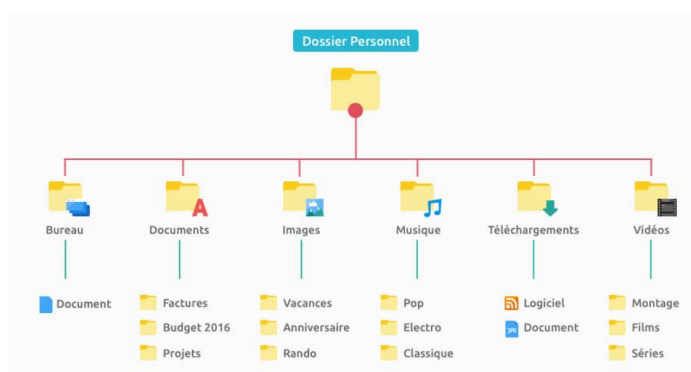 Dossier Personnel
Bureau
Documents
Images
Musique
Téléchargements
Vidéos
Document
Factures
Budget 2016
Projets
Vacances
Anniversaire
Rando
Pop
Electro
Classique
Logiciel
Document
Montage
Films
Séries